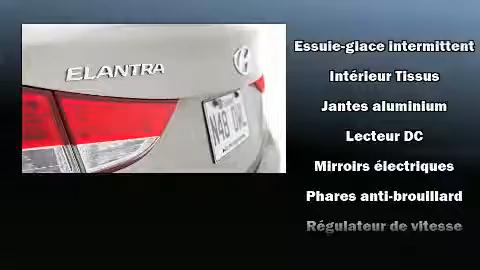 ELANTRA
Essuie-glace intermittent
Intérieur Tissus
Jantes aluminium
Lecteur DC
Mirroirs électriques
Phares anti-brouillard
Régulateur de vitesse